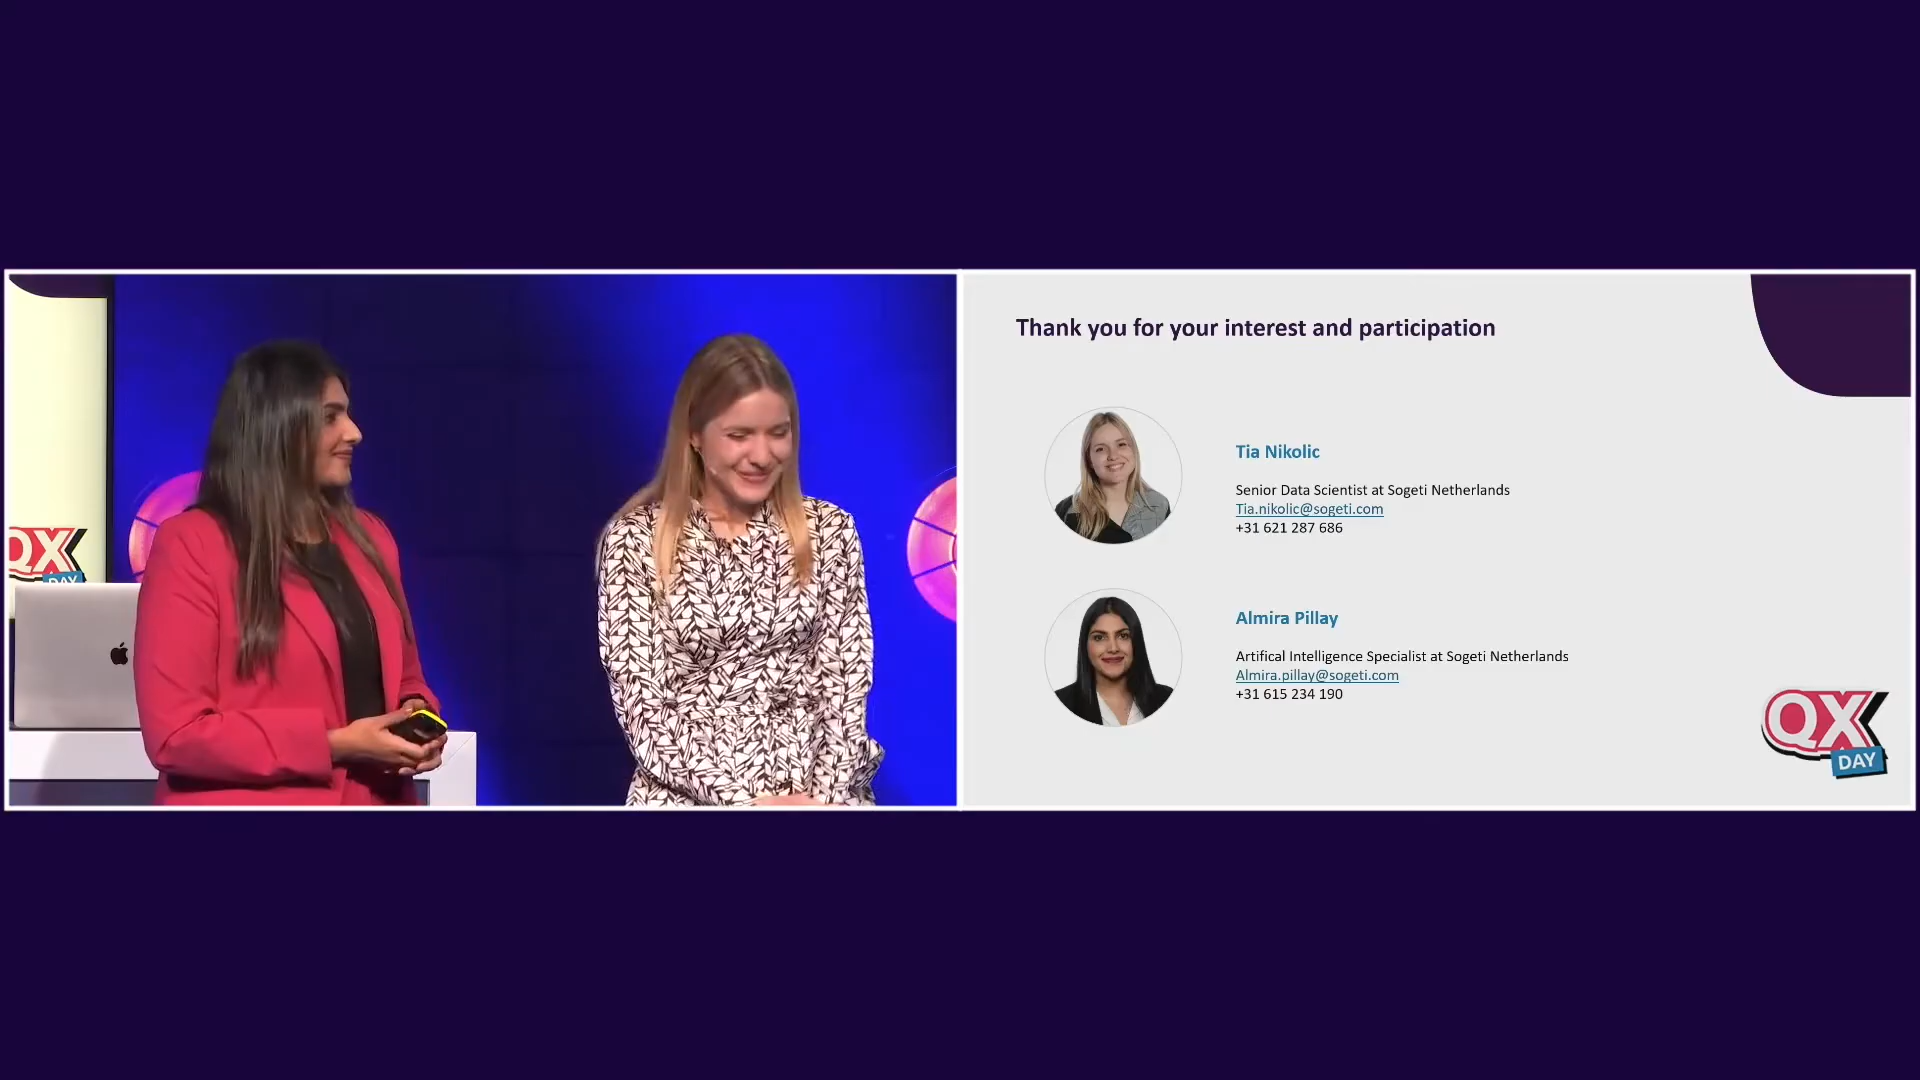 QX
DAY
Thank you for your interest and participation
Tia Nikolic
Senior Data Scientist at Sogeti Netherlands
Tia.nikolic@sogeti.com
+31 621 287 686
Almira Pillay
Artifical Intelligence Specialist at Sogeti Netherlands
Almira.pillay@sogeti.com
+31 615 234 190
QX
DAY